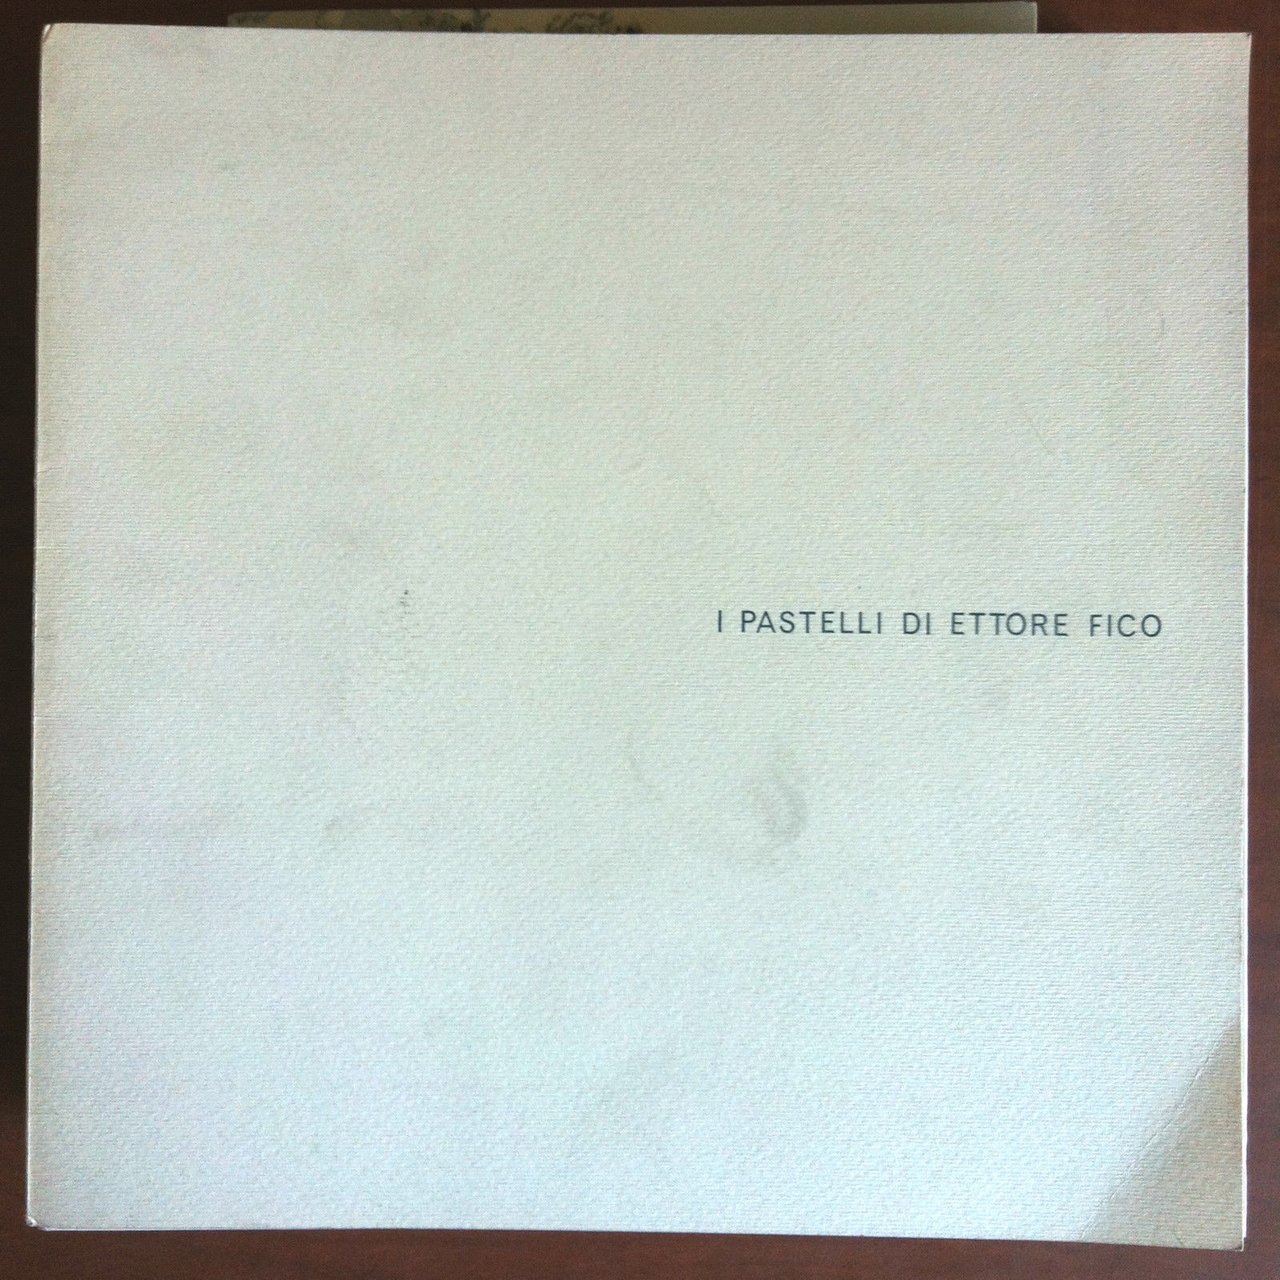 I PASTELLI DI ETTORE FICO